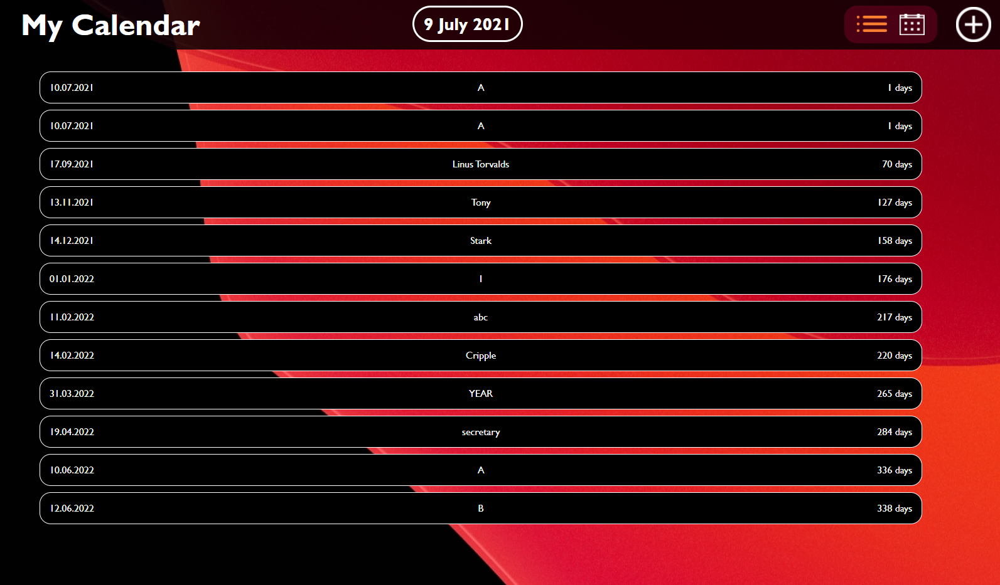 My Calendar
9 July 2021
10.07.2021 A 1 days
10.07.2021 A 1 days
17.09.2021 Linus Torvalds 70 days
13.11.2021 Tony 127 days
14.12.2021 Stark 158 days
01.01.2022 1 176 days
11.02.2022 abc 217 days
14.02.2022 Cripple 220 days
31.03.2022 YEAR 265 days
19.04.2022 secretary 284 days
10.06.2022 A 336 days
12.06.2022 B 338 days